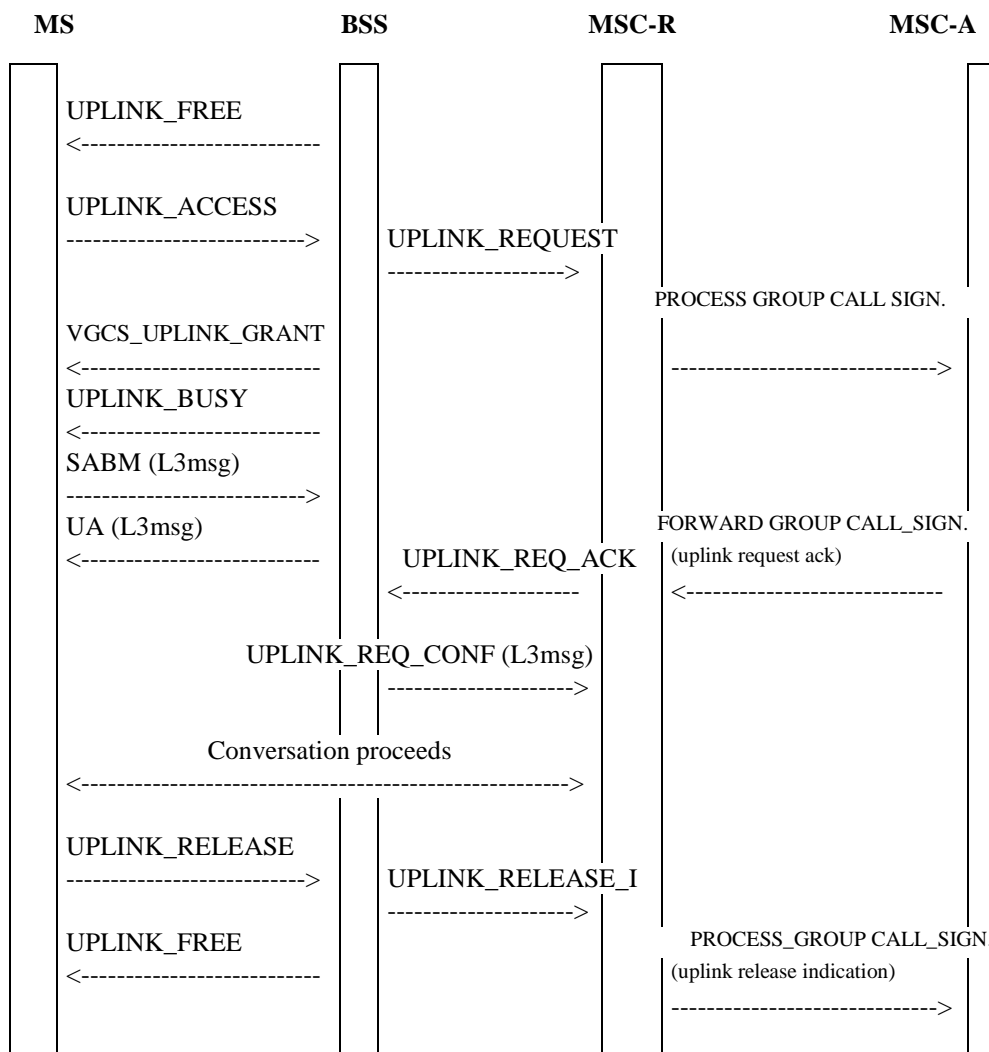 MS BSS MSC-R MSC-A
UPLINK_FREE
UPLINK_ACCESS
UPLINK_REQUEST
PROCESS GROUP CALL SIGN.
VGCS_UPLINK_GRANT
UPLINK_BUSY
SABM (L3msg)
UA (L3msg)
FORWARD GROUP CALL_SIGN.
UPLINK_REQ_ACK (uplink request ack)
UPLINK_REQ_CONF (L3msg)
Conversation proceeds
UPLINK_RELEASE
UPLINK_RELEASE_I
UPLINK_FREE
PROCESS_GROUP CALL_SIGN
(uplink release indication)